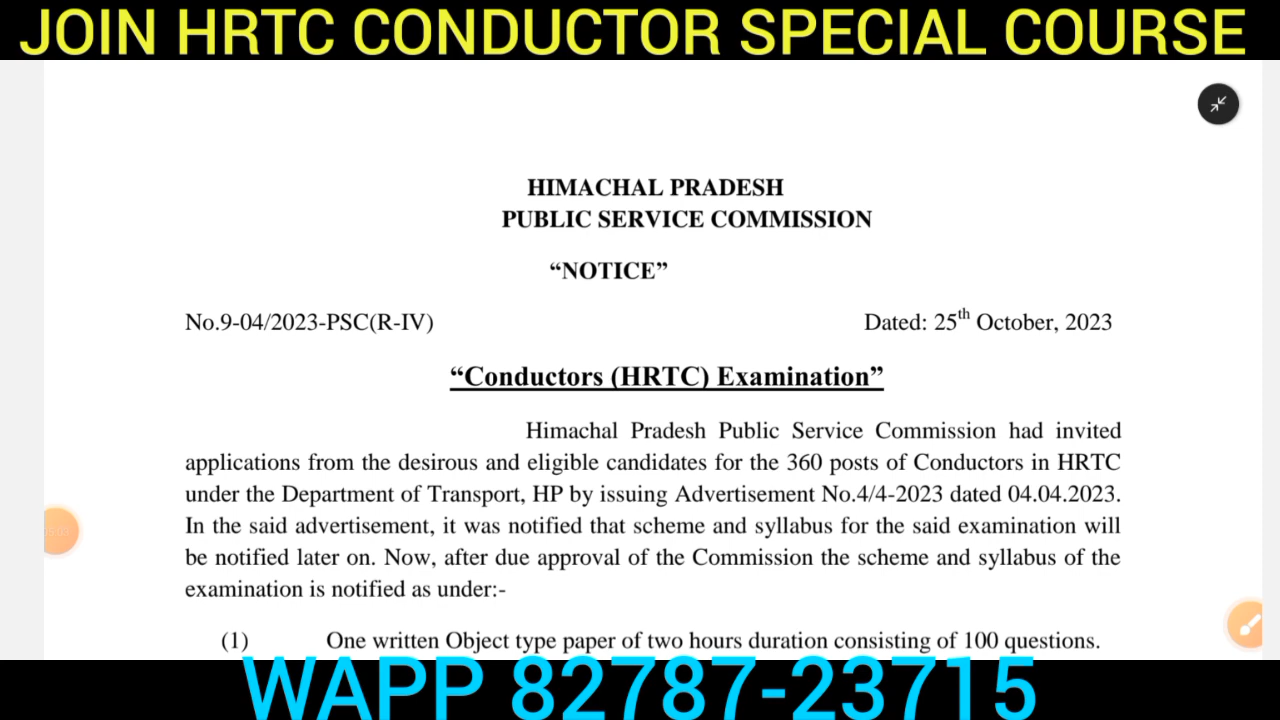 JOIN HRTC CONDUCTOR SPECIAL COURSE
HIMACHAL PRADESH
PUBLIC SERVICE COMMISSION
“NOTICE”
No.9-04/2023-PSC(R-IV) Dated: 25th October, 2023
“Conductors (HRTC) Examination”
Himachal Pradesh Public Service Commission had invited
applications from the desirous and eligible candidates for the 360 posts of Conductors in HRTC
under the Department of Transport, HP by issuing Advertisement No.4/4-2023 dated 04.04.2023.
In the said advertisement, it was notified that scheme and syllabus for the said examination will
be notified later on. Now, after due approval of the Commission the scheme and syllabus of the
examination is notified as under:-
(1) One written Object type paper of two hours duration consisting of 100 questions.
WAPP 82787-23715